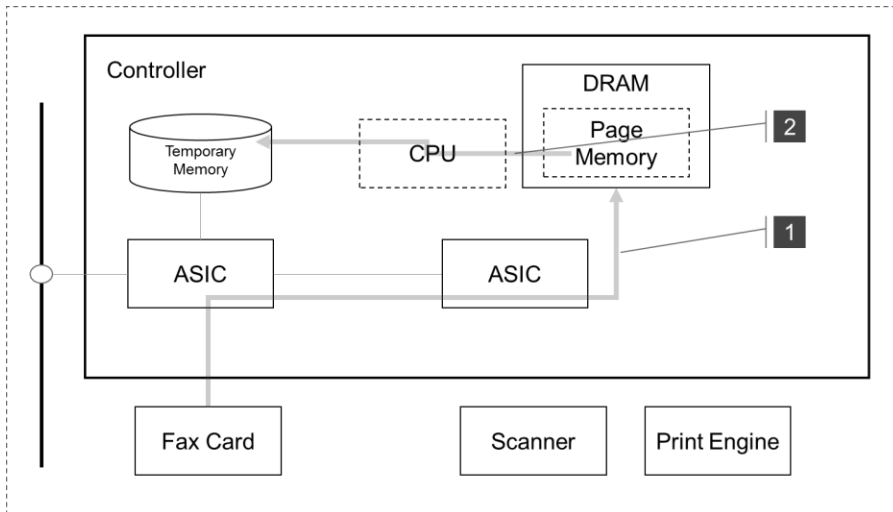 Controller
DRAM
Page
Memory
2
Temporary
Memory
CPU
1
ASIC
ASIC
Fax Card
Scanner
Print Engine